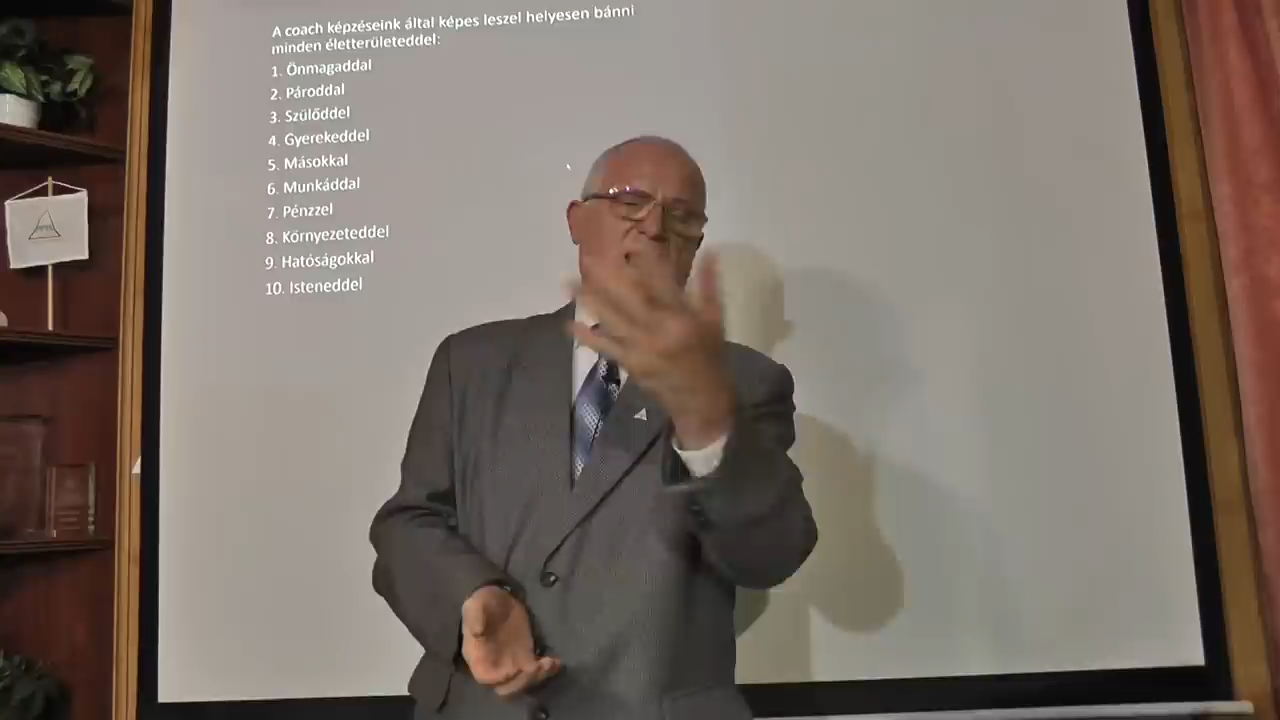 A coach képzéseink által képes leszel helyesen bánni
minden életterületeddel:
1. Önmagaddal
2. Pároddal
3. Szülőddel
4. Gyerekeddel
5. Másokkal
6. Munkáddal
7. Pénzzel
8. Környezeteddel
9. Hatóságokkal
10. Isteneddel